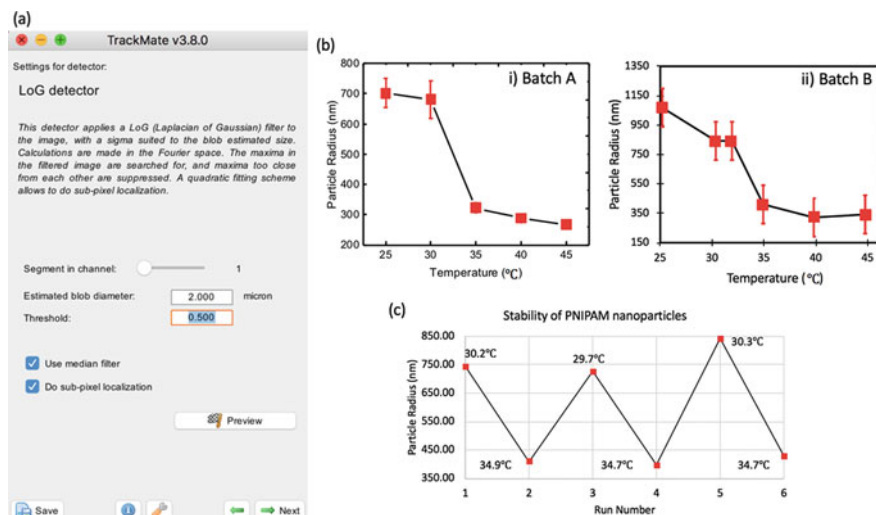 (a)
TrackMate v3.8.0
Settings for detector:
LoG detector
This detector applies a LoG (Laplacian of Gaussian) filter to
the image, with a sigma suited to the blob estimated size.
Calculations are made in the Fourier space. The maxima in
the filtered image are searched for, and maxima too close
from each other are suppressed. A quadratic fitting scheme
allows to do sub-pixel localization.
Segment in channel: 1
Estimated blob diameter: 2.000 micron
Threshold: 0.500
Use median filter
Do sub-pixel localization
Preview
Save
Next
(b)
i) Batch A
Particle Radius (nm)
800
700
600
500
400
300
200
25 30 35 40 45
Temperature (°C)
ii) Batch B
Particle Radius (nm)
1350
1150
950
750
550
350
150
25 30 35 40 45
Temperature (°C)
(c)
Stability of PNIPAM nanoparticles
Particle Radius (nm)
850.00
750.00
650.00
550.00
450.00
350.00
30.2°C
34.9°C
29.7°C
34.7°C
30.3°C
34.7°C
1 2 3 4 5 6
Run Number